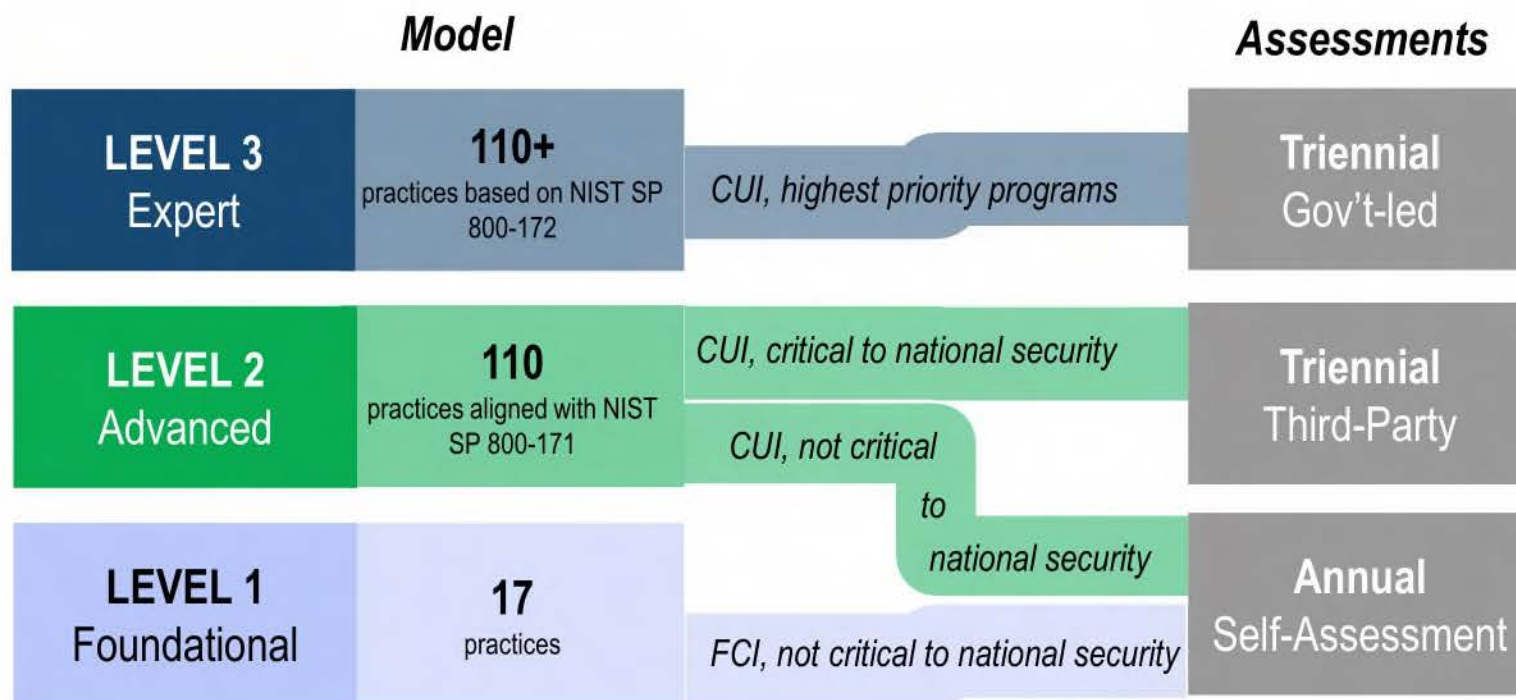 Model
Assessments
LEVEL 3
Expert
110+
practices based on NIST SP
800-172
CUI, highest priority programs
Triennial
Gov't-led
LEVEL 2
Advanced
110
practices aligned with NIST
SP 800-171
CUI, critical to national security
CUI, not critical
to
national security
Triennial
Third-Party
LEVEL 1
Foundational
17
practices
FCI, not critical to national security
Annual
Self-Assessment